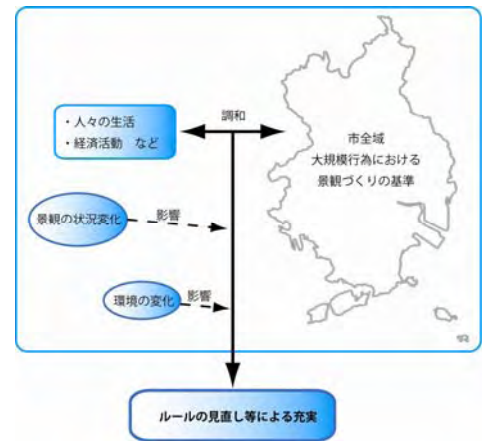 調和
・人々の生活
・経済活動 など
市全域
大規模行為における
景観づくりの基準
景観の状況変化
影響
環境の変化
影響
ルールの見直し等による充実